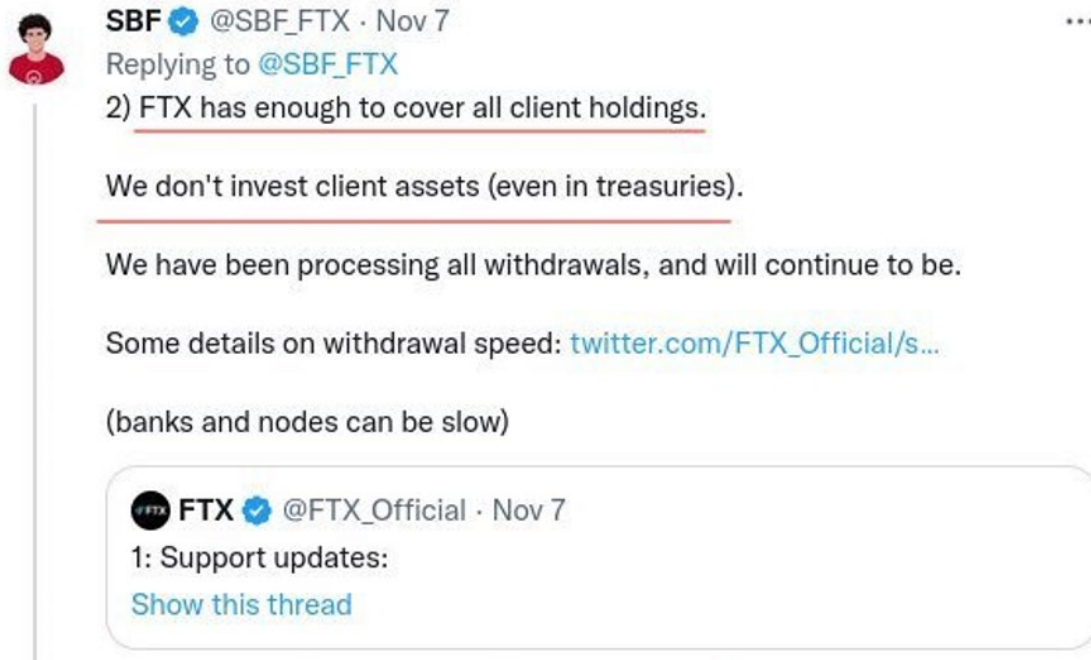 SBF @SBF_FTX · Nov 7
Replying to @SBF_FTX
2) FTX has enough to cover all client holdings.
We don't invest client assets (even in treasuries).
We have been processing all withdrawals, and will continue to be.
Some details on withdrawal speed: twitter.com/FTX_Official/s...
(banks and nodes can be slow)
FTX FTX @FTX_Official · Nov 7
1: Support updates:
Show this thread